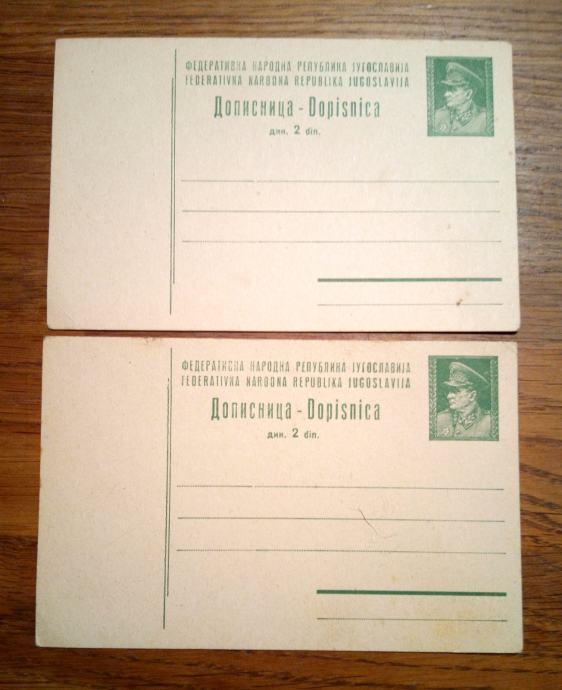 ФЕДЕРАТИВНА НАРОДНА РЕПУБЛИКА ЈУГОСЛАВИЈА
FEDERATIVNA NARODNA REPUBLIKA JUGOSLAVIJA
Дописница - Dopisnica
дин. 2 din.
ФЕДЕРАТИВНА НАРОДНА РЕПУБЛИКА ЈУГОСЛАВИЈА
FEDERATIVNA NARODNA REPUBLIKA JUGOSLAVIJA
Дописница - Dopisnica
дин. 2 din.